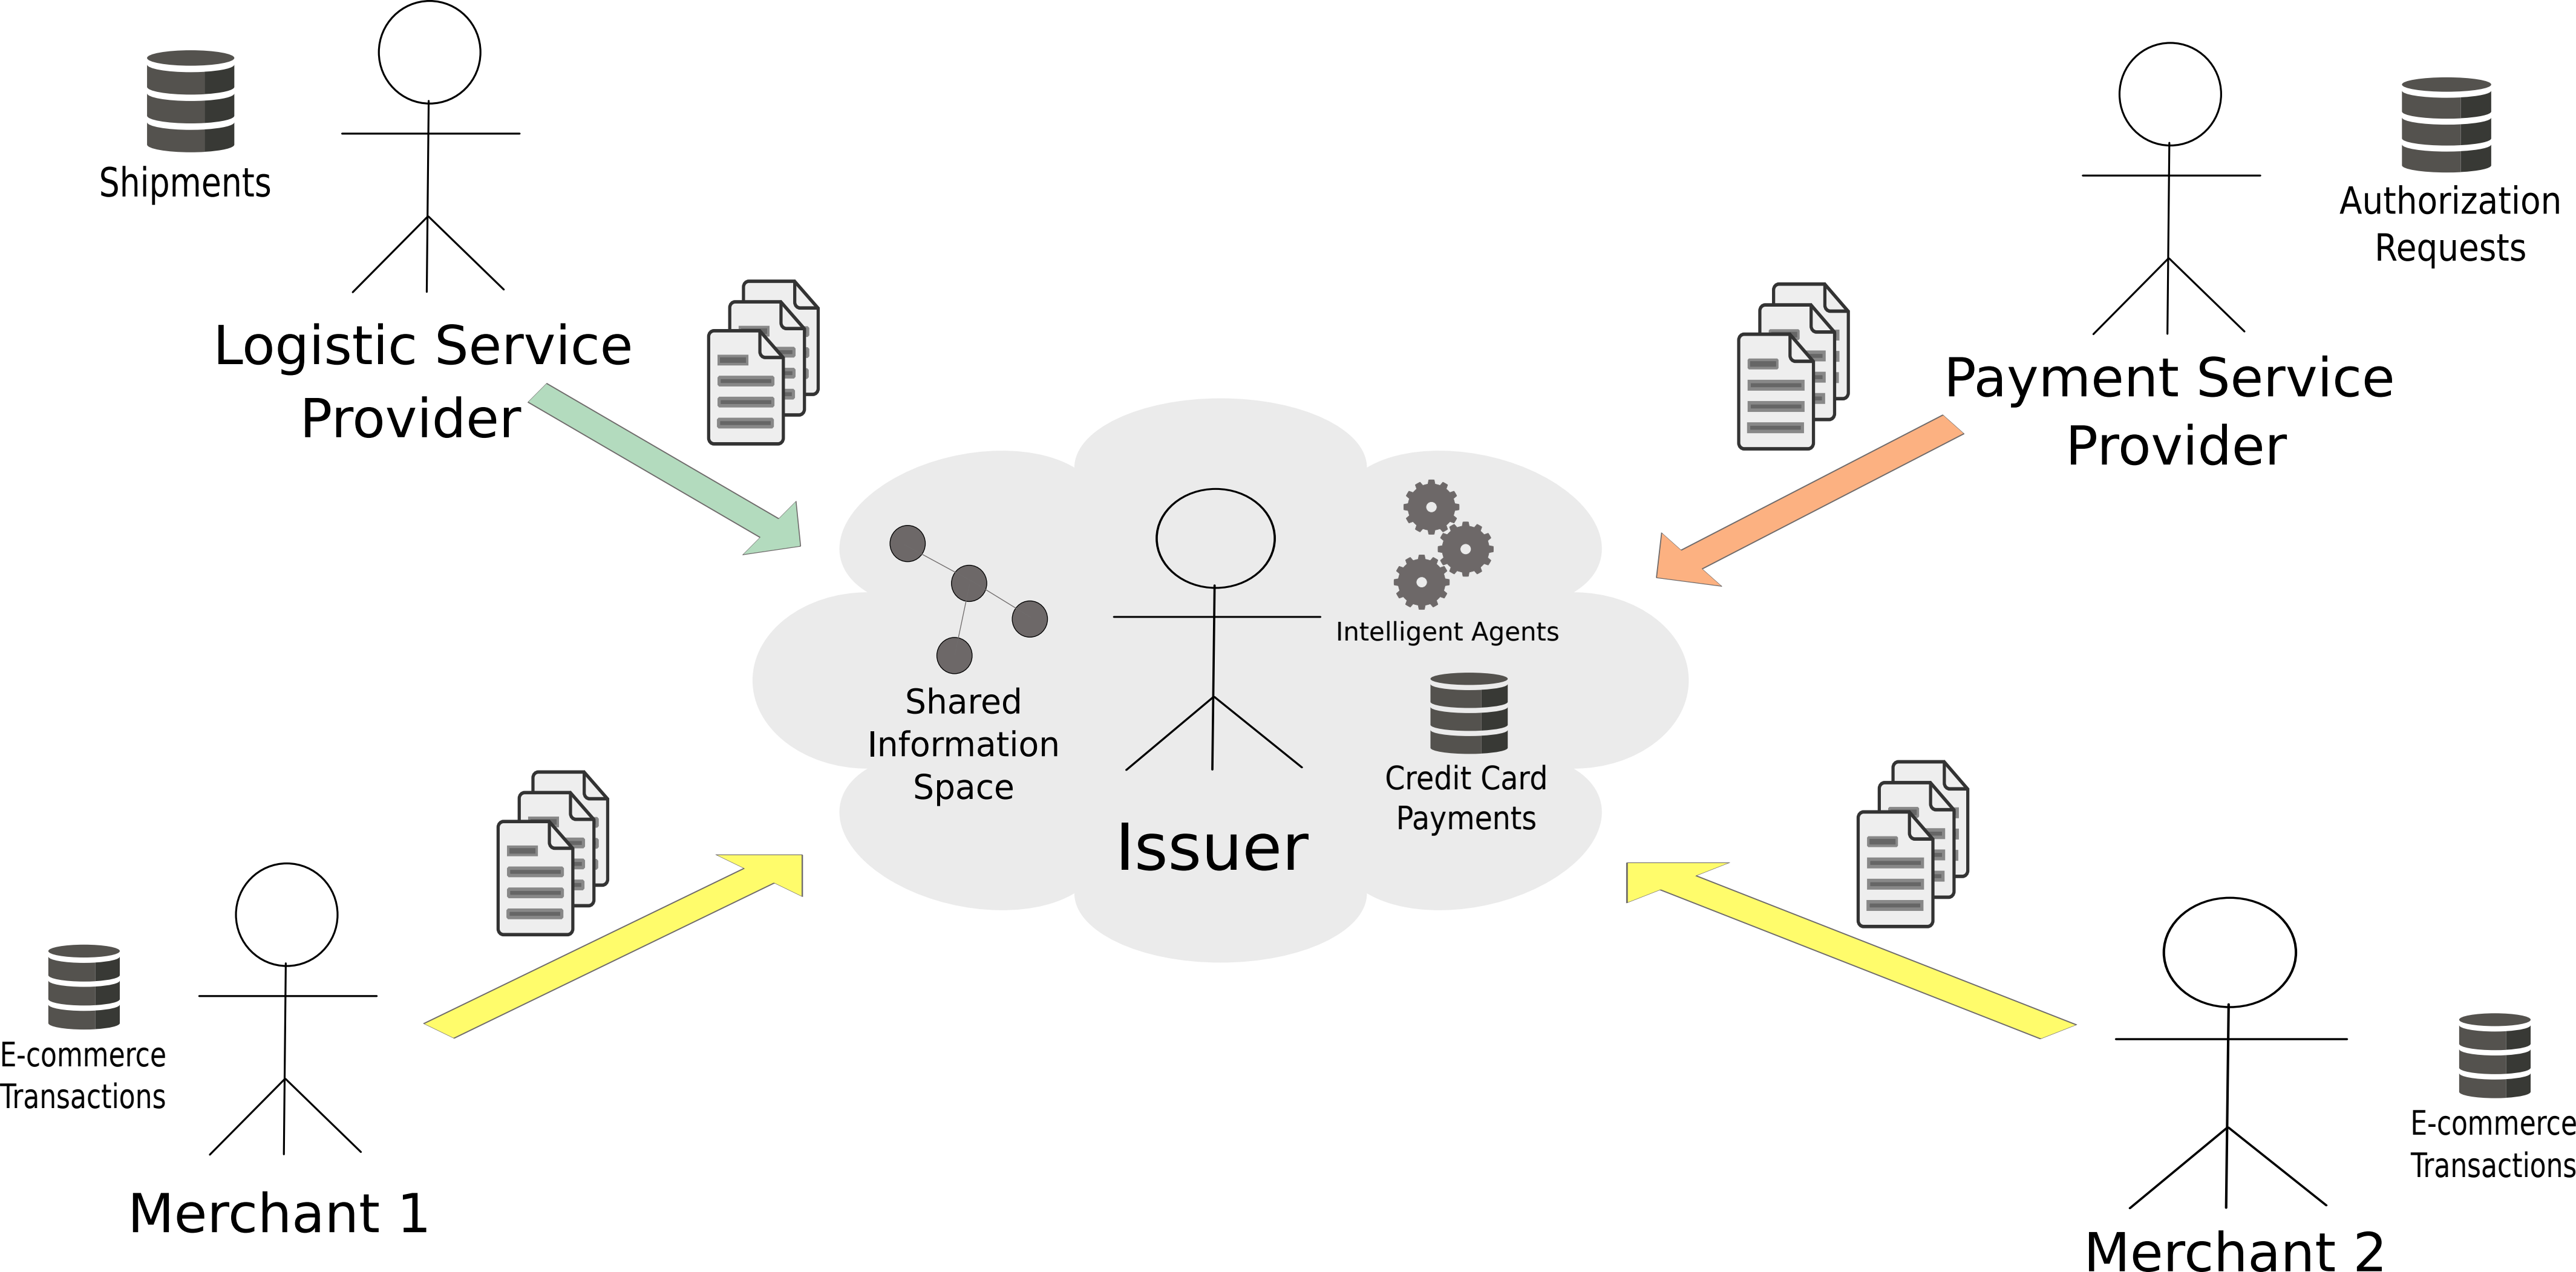 Shipments
Logistic Service
Provider
Authorization
Requests
Payment Service
Provider
Intelligent Agents
Shared
Information
Space
Credit Card
Payments
Issuer
E-commerce
Transactions
Merchant 1
E-commerce
Transactions
Merchant 2